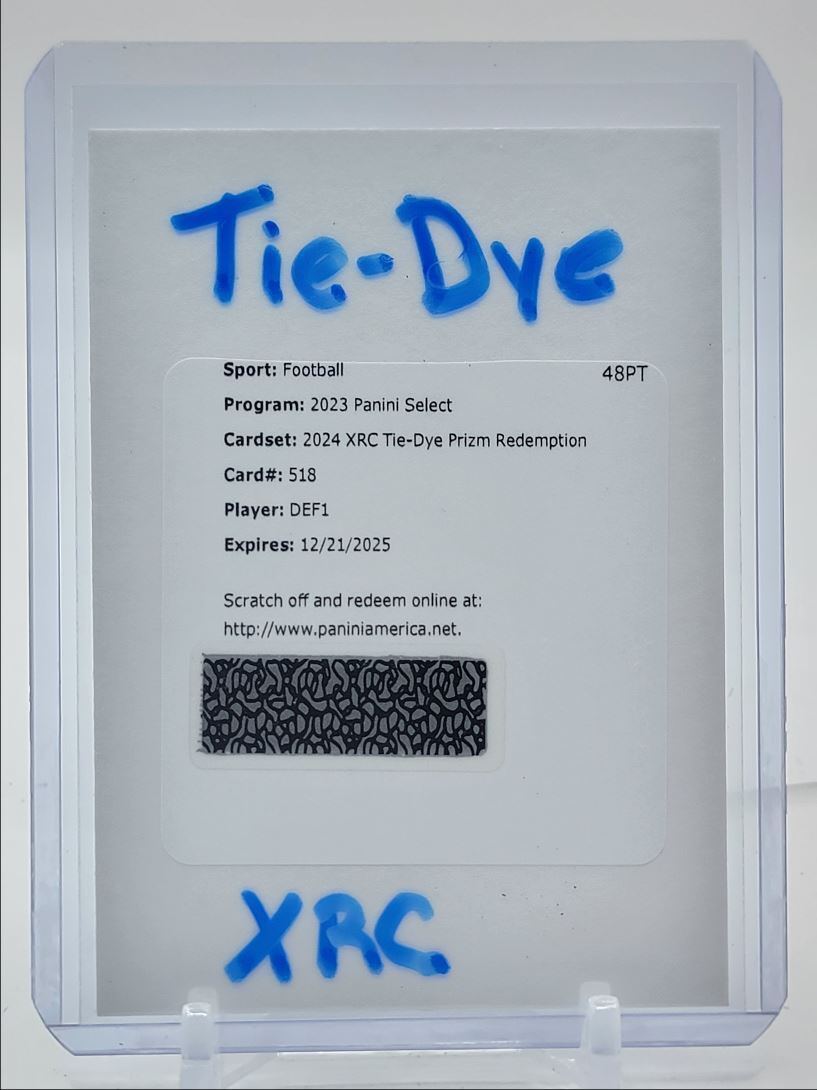 Tie-Dye
Sport: Football
48PT
Program: 2023 Panini Select
Cardset: 2024 XRC Tie-Dye Prizm Redemption
Card#: 518
Player: DEF1
Expires: 12/21/2025
Scratch off and redeem online at:
http://www.paniniamerica.net.
XRC